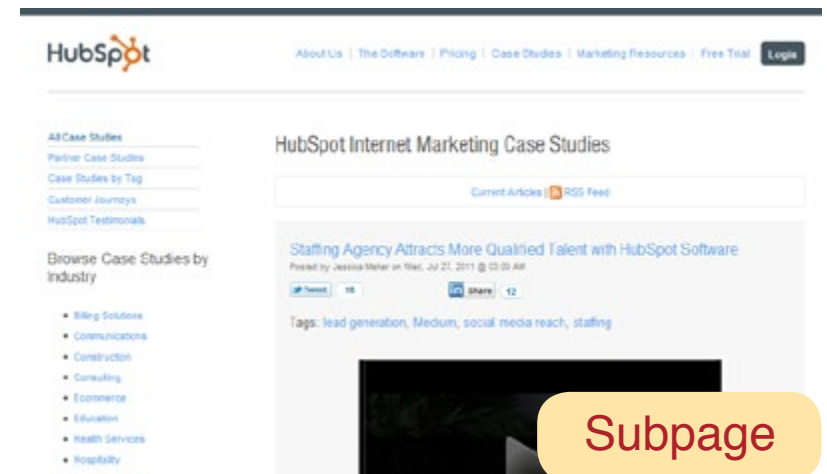 HubSpot
About Us | The Software | Pricing | Case Studies | Marketing Resources | Free Trial Login
All Case Studies
Partner Case Studies
Case Studies by Tag
Customer Journeys
HubSpot Testimonials
Browse Case Studies by
Industry
• Billing Solutions
• Communications
• Construction
• Consulting
• Ecommerce
• Education
• Health Services
• Hospitality
HubSpot Internet Marketing Case Studies
Current Articles | RSS Feed
Staffing Agency Attracts More Qualified Talent with HubSpot Software
Posted by Jessica Meher on Wed, Jul 27, 2011 @ 03:03 AM
Tweet 16 in Share 12
Tags: lead generation, Medium, social media reach, staffing
Subpage